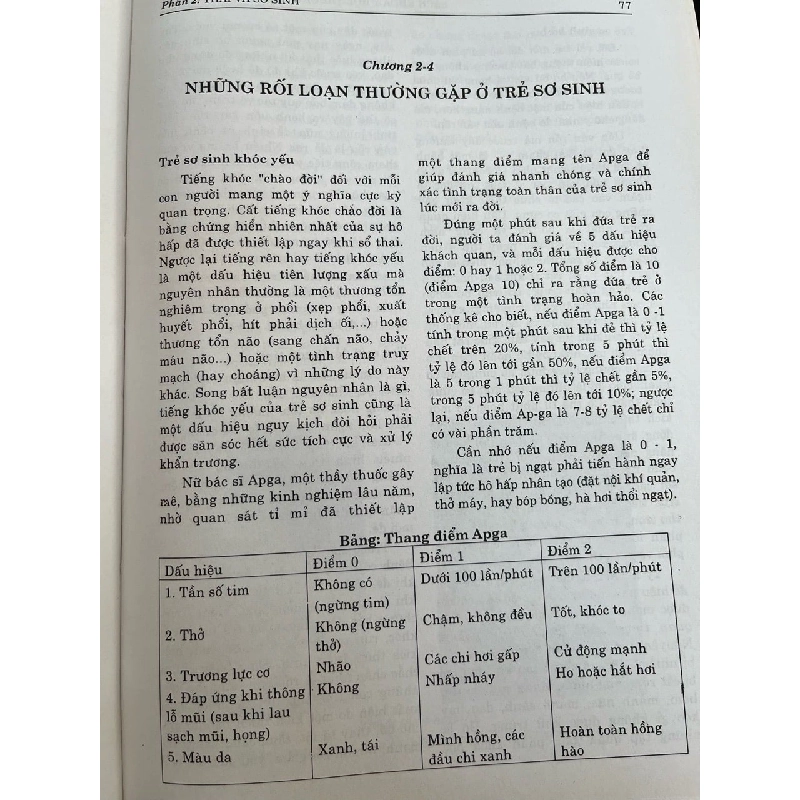 Phần 2.
77
Chương 2-4
NHỮNG RỐI LOẠN THƯỜNG GẶP Ở TRẺ SƠ SINH
Trẻ sơ sinh khóc yếu
Tiếng khóc "chào đời" đối với mỗi
con người mang một ý nghĩa cực kỳ
quan trọng. Cất tiếng khóc chảo đời là
bằng chứng hiển nhiên nhất của sự hô
hấp đã được thiết lập ngay khi sổ thai.
Ngược lại tiếng rên hay tiếng khóc yếu
là một dấu hiệu tiên lượng xấu mà
nguyên nhân thường là một thương tổn
nghiêm trọng ở phổi (xẹp phổi, xuất
huyết phổi, hít phải dịch ối,...) hoặc
thương tổn não (sang chấn não, chảy
máu não...) hoặc một tình trạng truỵ
mạch (hay choáng) vì những lý do này
khác. Song bất luận nguyên nhân là gì,
tiếng khóc yếu của trẻ sơ sinh cũng là
một dấu hiệu nguy kịch đòi hỏi phải
được săn sóc hết sức tích cực và xử lý
khẩn trương.
Nữ bác sĩ Apga, một thầy thuốc gây
mê, bằng những kinh nghiệm lâu năm,
nhờ quan sát tỉ mỉ đã thiết lập
một thang điểm mang tên Apga để
giúp đánh giá nhanh chóng và chính
xác tình trạng toàn thân của trẻ sơ sinh
lúc mới ra đời.
Đúng một phút sau khi đứa trẻ ra
đời, người ta đánh giá về 5 dấu hiệu
khách quan, và mỗi dấu hiệu được cho
điểm: 0 hay 1 hoặc 2. Tổng số điểm là 10
(điểm Apga 10) chỉ ra rằng đứa trẻ ở
trong một tình trạng hoàn hảo. Các
thống kê cho biết, nếu điểm Apga là 0 -1
tính trong một phút sau khi đẻ thì tỷ lệ
chết trên 20%, tính trong 5 phút thì
tỷ lệ đó lên tới gần 50%, nếu điểm Apga
là 5 trong 1 phút thì tỷ lệ chết gần 5%,
trong 5 phút tỷ lệ đó lên tới 10%; ngược
lại, nếu điểm Ap-ga là 7-8 tỷ lệ chết chỉ
có vài phần trăm.
Cần nhớ nếu điểm Apga là 0 - 1,
nghĩa là trẻ bị ngạt phải tiến hành ngay
lập tức hô hấp nhân tạo (đặt nội khí quản,
thở máy, hay bóp bóng, hà hơi thổi ngạt).
Bảng: Thang điểm Apga
Dấu hiệu Điểm 0 Điểm 1 Điểm 2
1. Tần số tim Không có Dưới 100 lần/phút Trên 100 lần/phút
(ngừng tim)
2. Thở Không (ngừng Chậm, không đều Tốt, khóc to
thở)
3. Trương lực cơ Nhão Các chi hơi gấp Cử động mạnh
4. Đáp ứng khi thông Không Nhấp nháy Ho hoặc hắt hơi
lỗ mũi (sau khi lau
sạch mũi, họng)
5. Màu da Xanh, tái Mình hồng, các Hoàn toàn hồng
đầu chi xanh hào